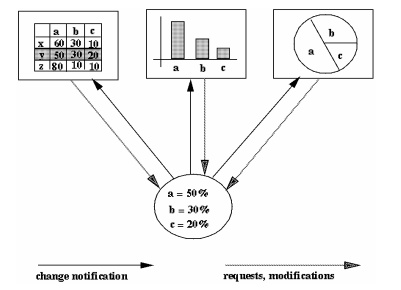 a b c
x 60 30 10
y 50 30 20
z 80 10 10
a b c
a b c
a = 50%
b = 30%
c = 20%
change notification
requests, modifications